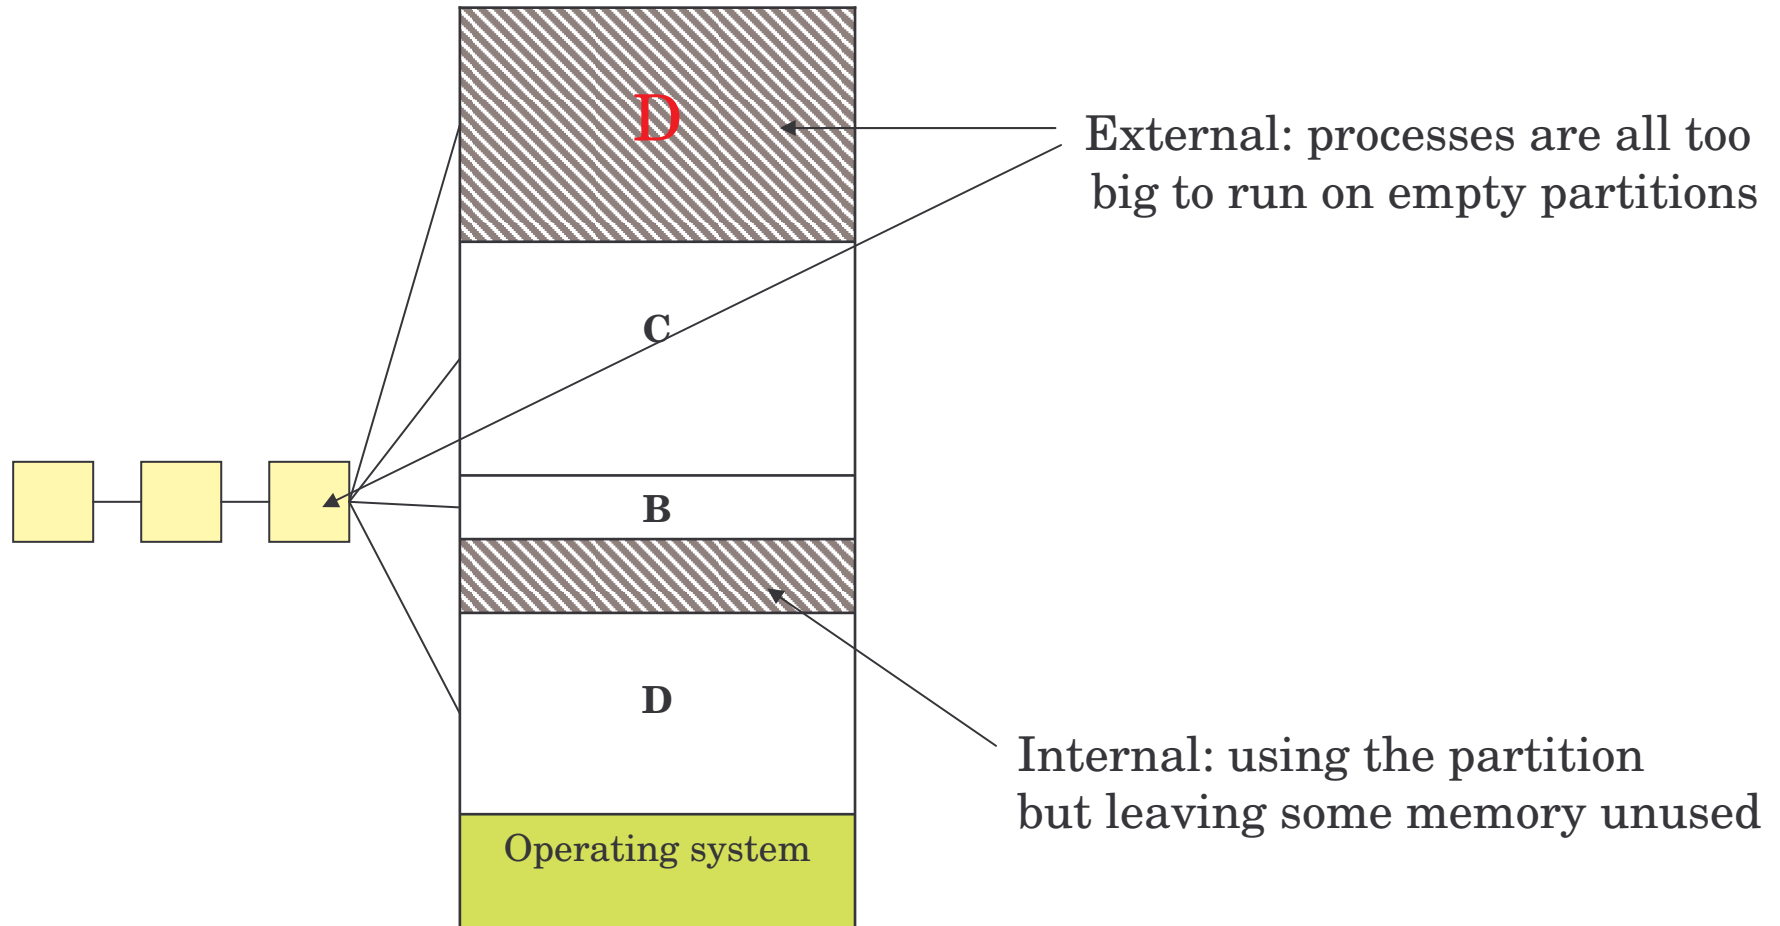 D
External: processes are all too
big to run on empty partitions
C
B
D
Internal: using the partition
but leaving some memory unused
Operating system